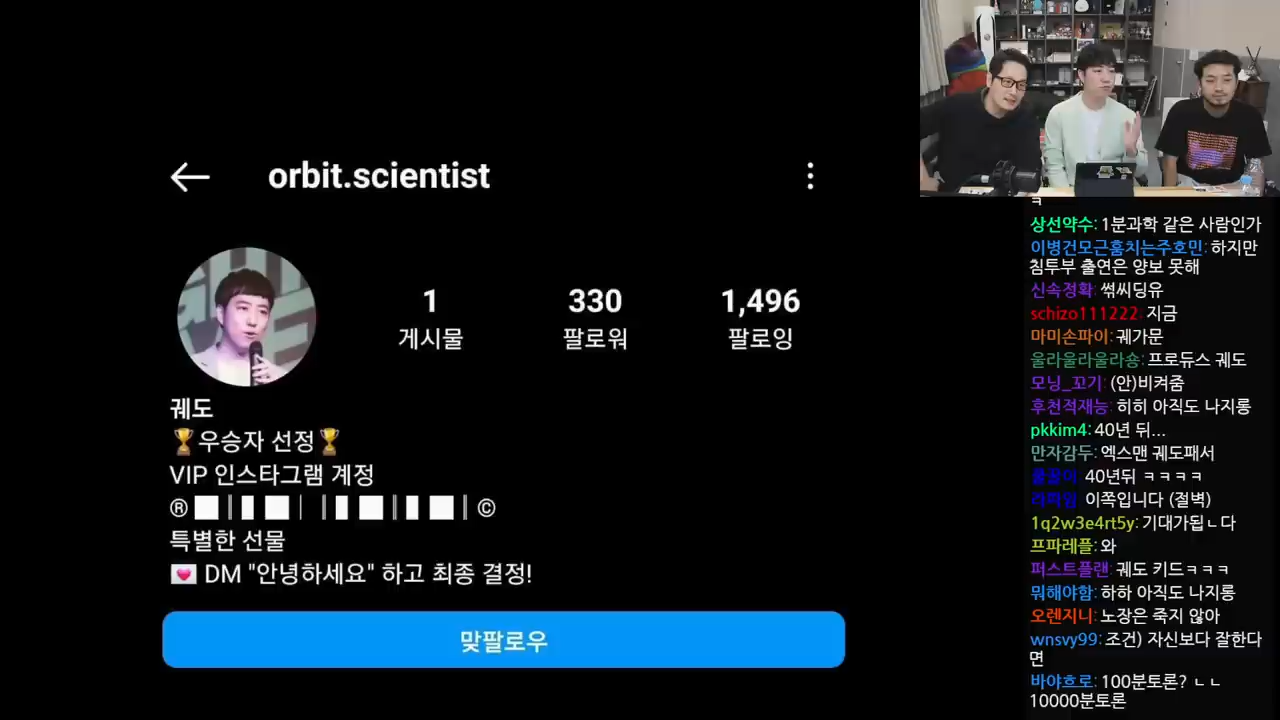 orbit.scientist
1
330
1,496
게시물
팔로워
팔로잉
궤도
🏆우승자 선정🏆
VIP 인스타그램 계정
특별한 선물
💌 DM "안녕하세요" 하고 최종 결정!
맞팔로우
ㅋ
상선약수: 1분과학 같은 사람인가
이병건모근훔치는주호민: 하지만
침투부 출연은 양보 못해
신속정확: 썪씨딩유
schizo111222: 지금
마미손파이: 궤가문
울라울라울라숑: 프로듀스 궤도
모닝_꼬기: (안)비켜줌
후천적재능: 히히 아직도 나지롱
pkkim4: 40년 뒤...
만자감두: 엑스맨 궤도패서
40년뒤 ㅋㅋㅋㅋ
이쪽입니다 (절벽)
1q2w3e4rt5y: 기대가됩ㄴ다
프파레플: 와
퍼스트플랜: 궤도 키드ㅋㅋㅋ
뭐해야함: 하하 아직도 나지롱
오렌지니: 노장은 죽지 않아
wnsvy99: 조건) 자신보다 잘한다
면
바야흐로: 100분토론? ㄴㄴ
10000분토론